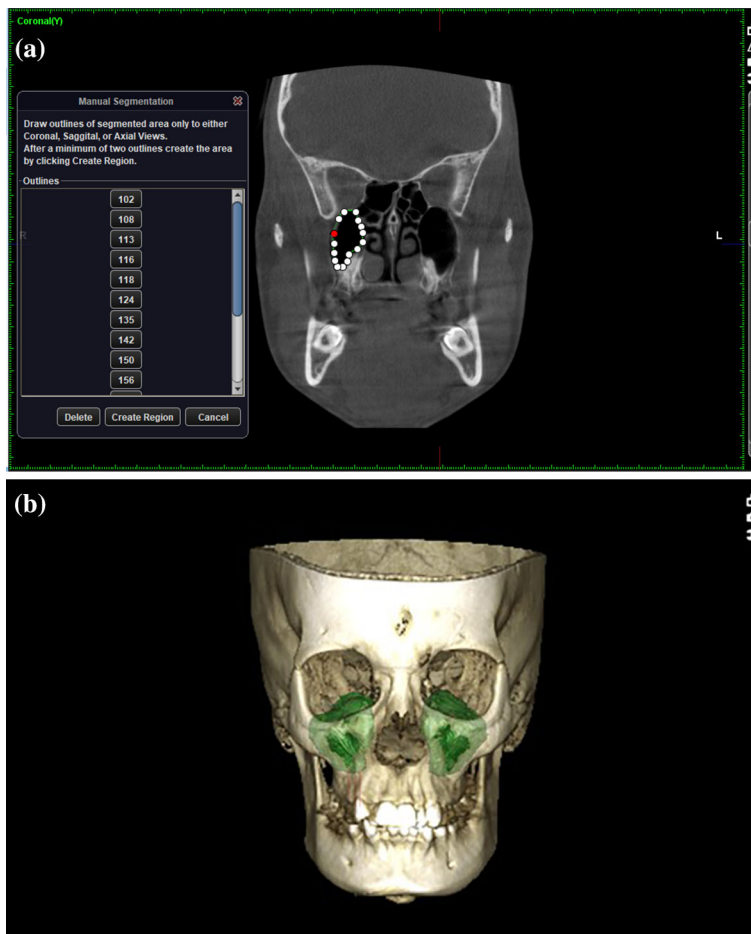 Coronal(Y)
(a)
Manual Segmentation
Draw outlines of segmented area only to either
Coronal, Saggital, or Axial Views.
After a minimum of two outlines create the area
by clicking Create Region.
Outlines
102
108
113
R
L
116
118
124
135
142
150
156
Delete
Create Region
Cancel
(b)